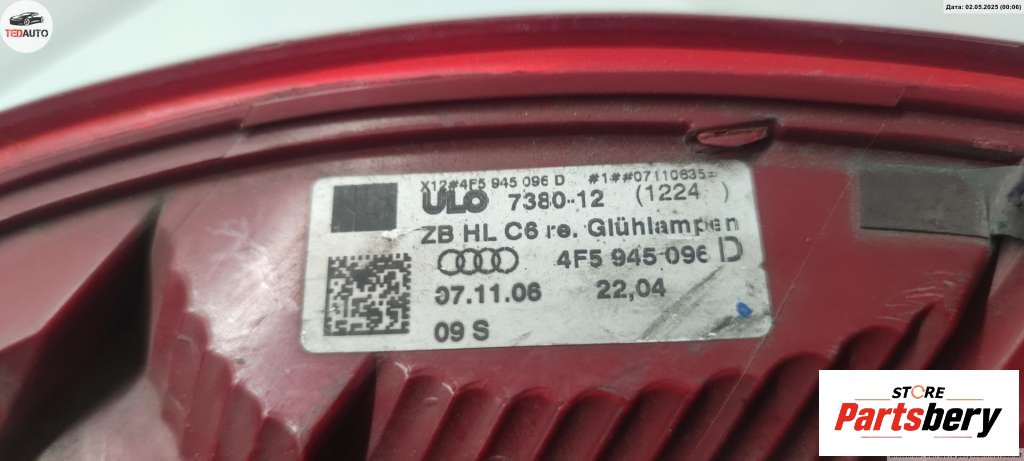 TEDAUTO
Дата: 02.05.2025 (00:06)
X12#4F5 945 096 D #1##07110635=
ULO 7380-12 (1224 )
ZB HL C6 re. Glühlampen
4F5 945 096 D
07.11.06 22,04
09 S
STORE
Partsbery